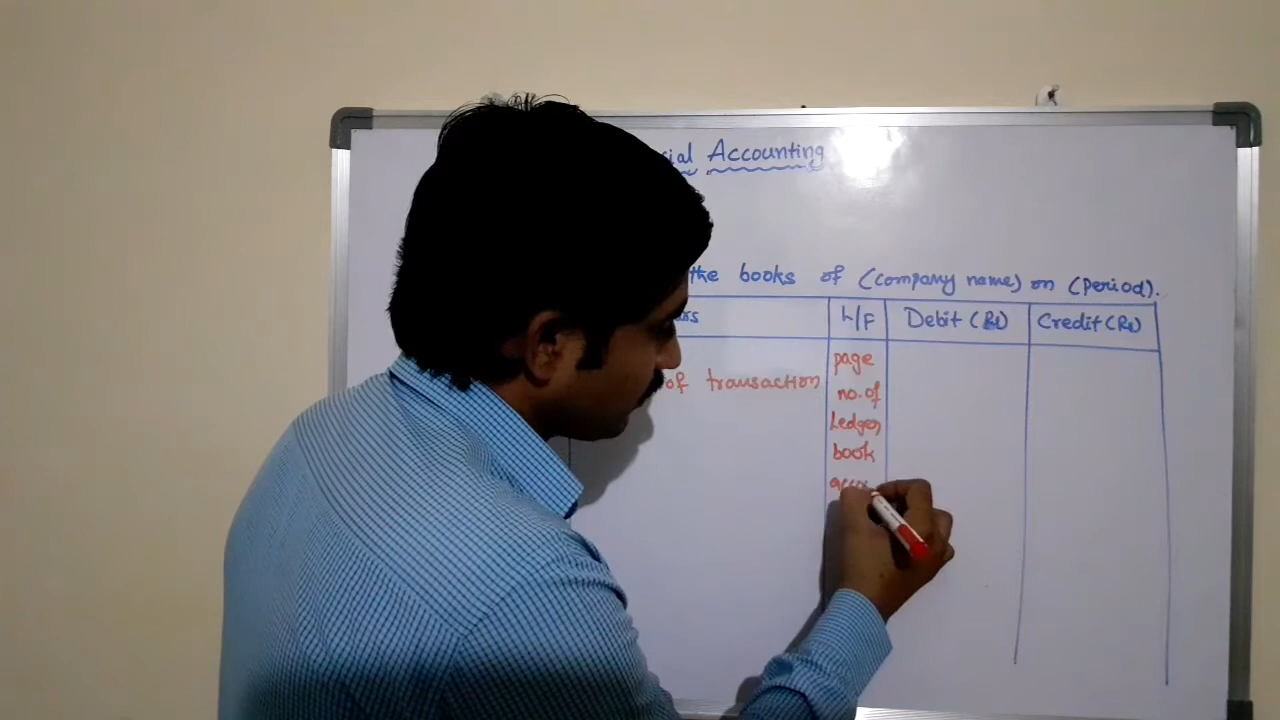 Accounting
the books of (company name) on (period).
L/F Debit (Rs) Credit (Rs)
page
of transaction
no. of
Ledger
book